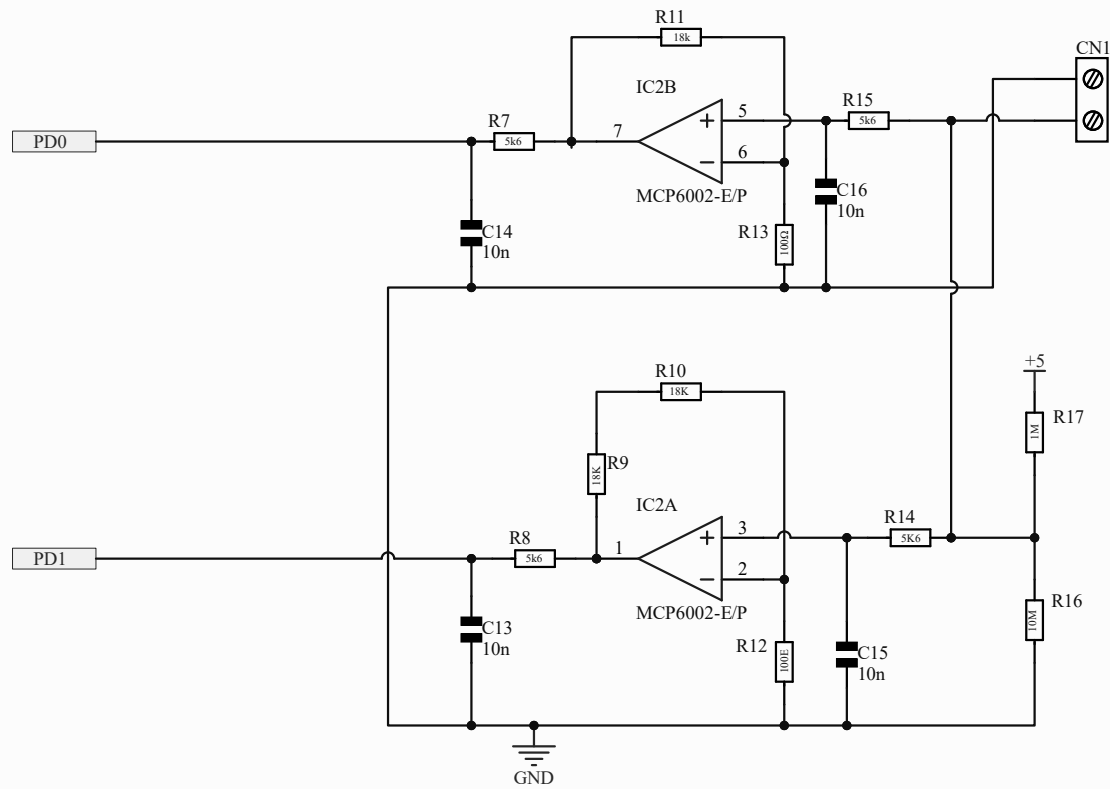 R11
18k
CN1
IC2B
R7
5k6
5
R15
5k6
7
6
PD0
MCP6002-E/P
C16
10n
R13
100Ω
C14
10n
+5
R10
18K
R17
1M
R9
18K
IC2A
R14
5K6
3
R8
5k6
1
2
PD1
MCP6002-E/P
R16
10M
C13
10n
R12
100E
C15
10n
GND